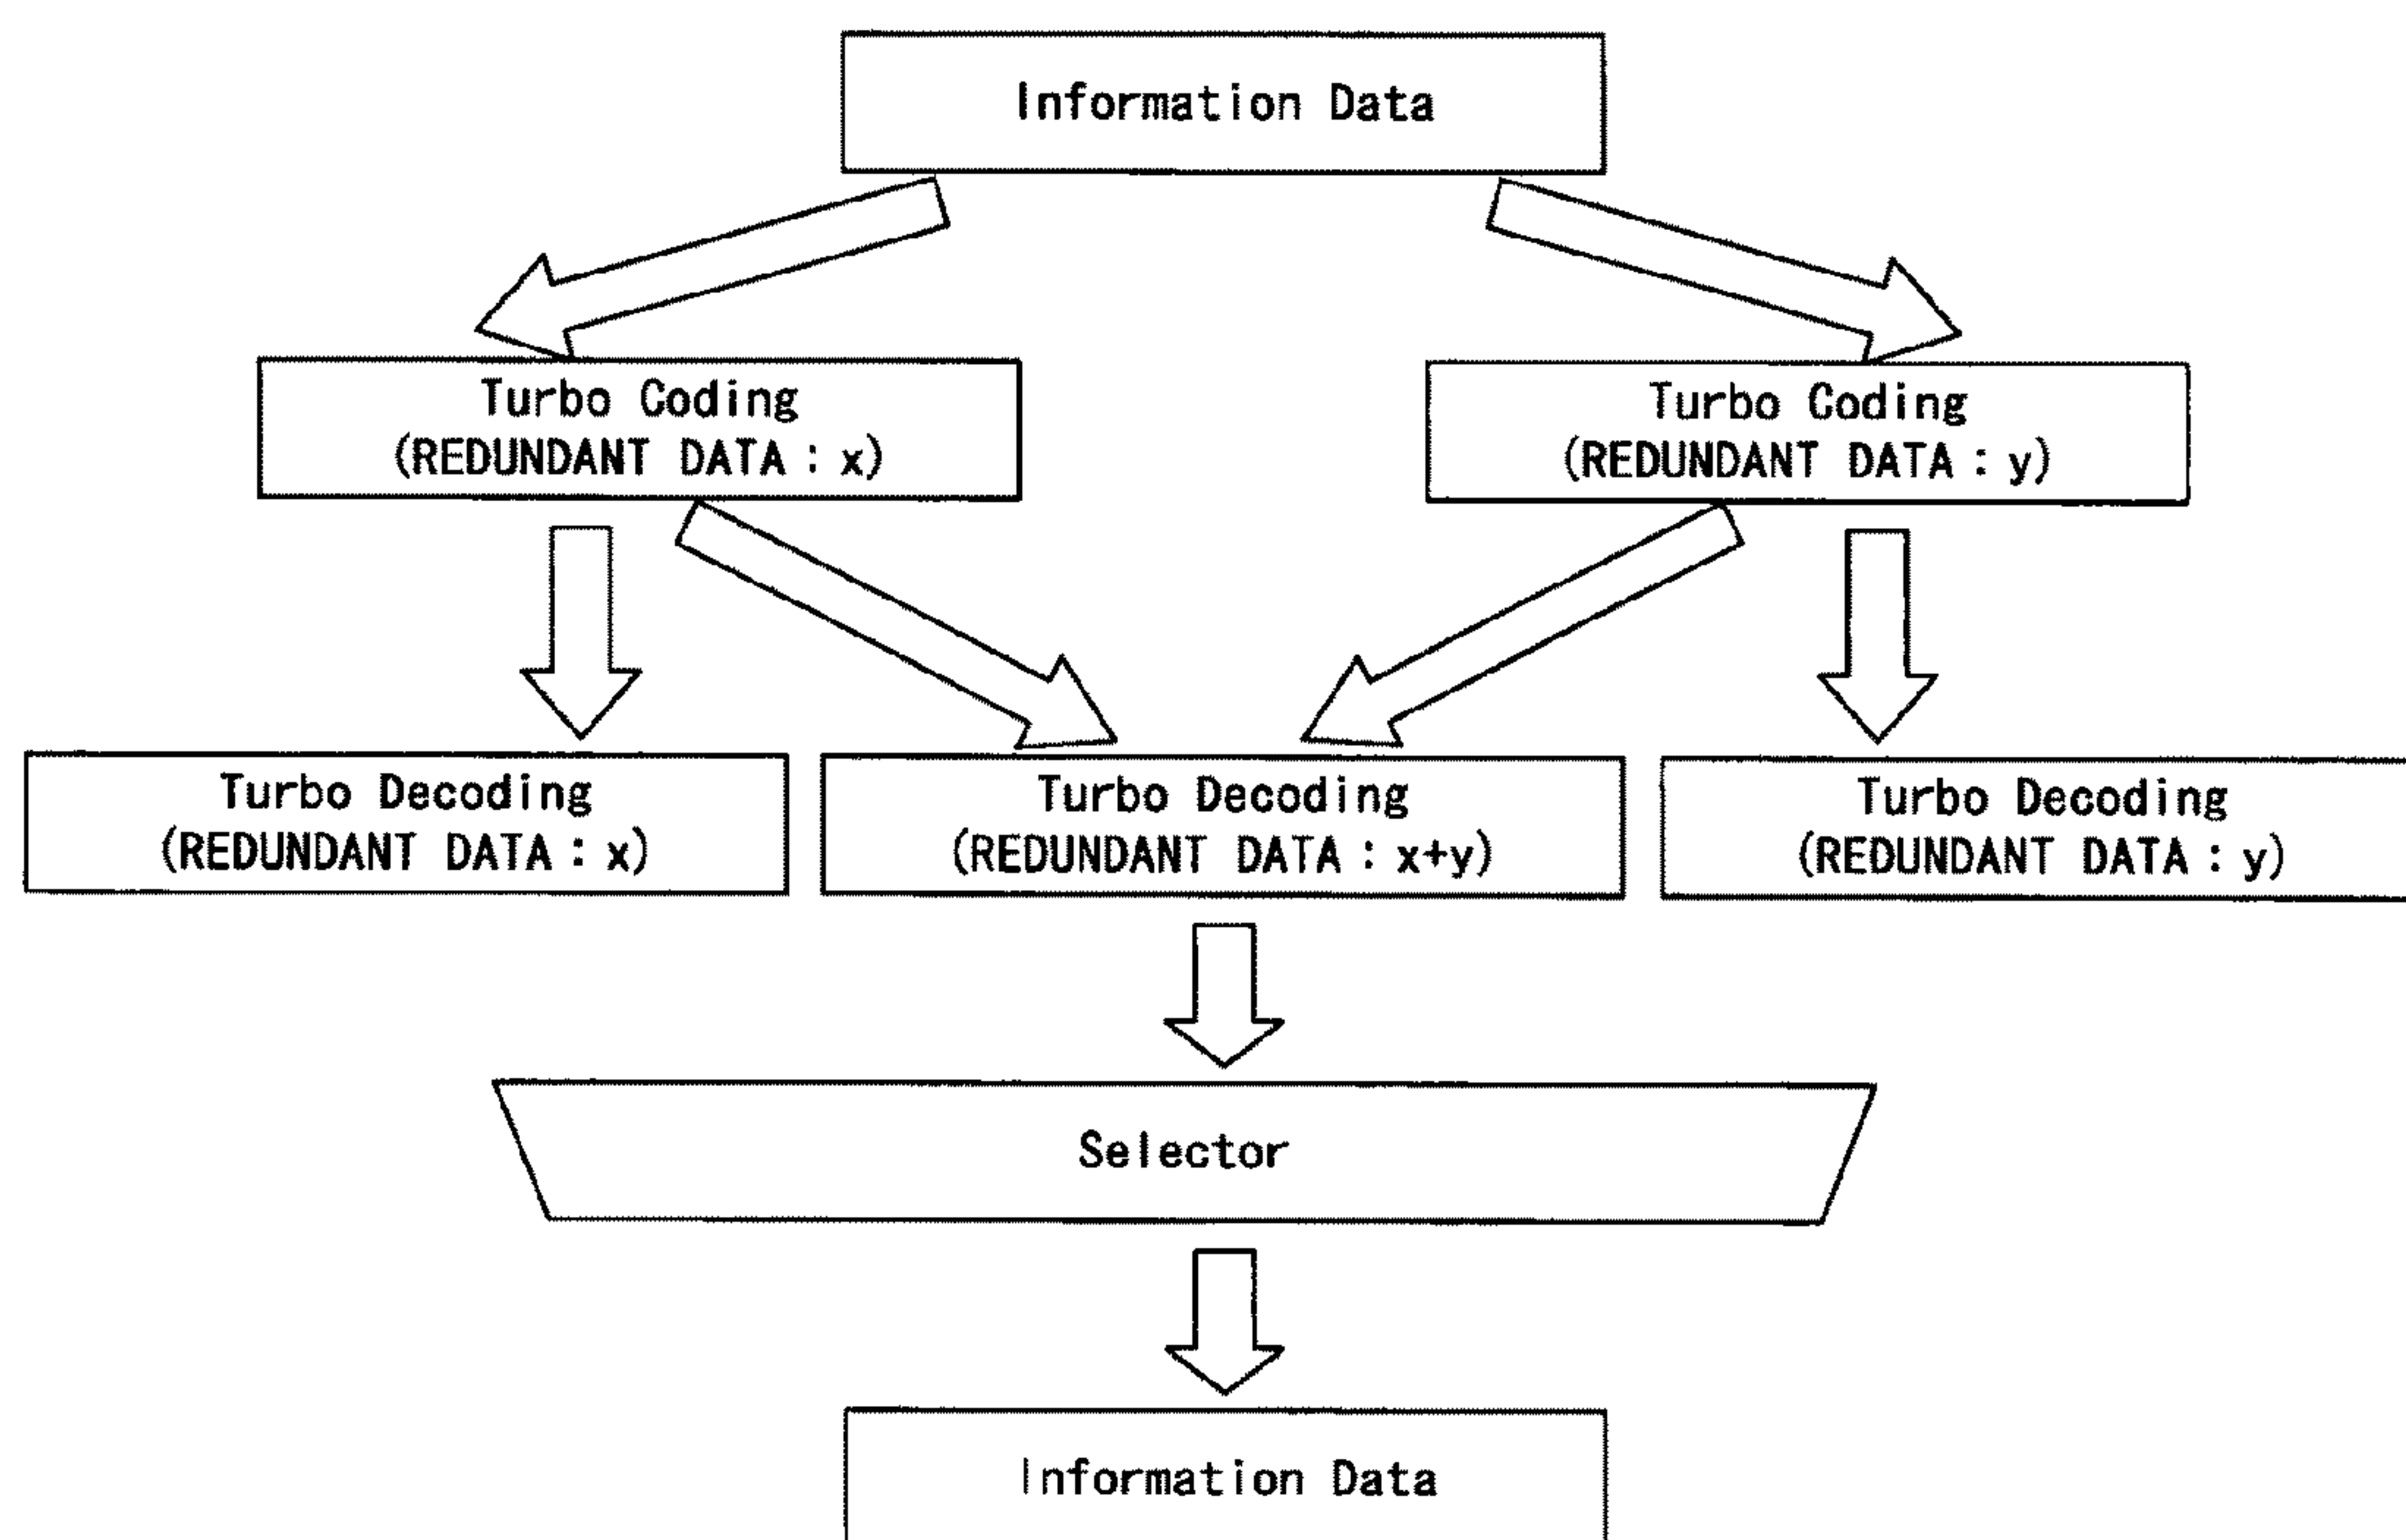 Information Data
Turbo Coding
(REDUNDANT DATA : x)
Turbo Coding
(REDUNDANT DATA : y)
Turbo Decoding
(REDUNDANT DATA : x)
Turbo Decoding
(REDUNDANT DATA : x+y)
Turbo Decoding
(REDUNDANT DATA : y)
Selector
Information Data